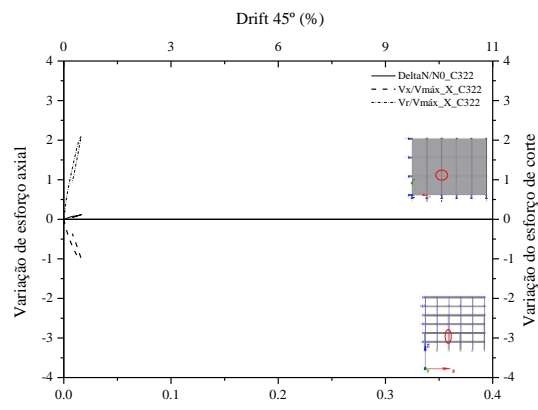 Drift 45º (%)
0 3 6 9 11
4 4
3 3
2 2
1 1
0 0
-1 -1
-2 -2
-3 -3
-4 -4
DeltaN/N0_C322
Vx/Vmáx_X_C322
Vr/Vmáx_X_C322
Variação de esforço axial
Variação do esforço de corte
0.0 0.1 0.2 0.3 0.4